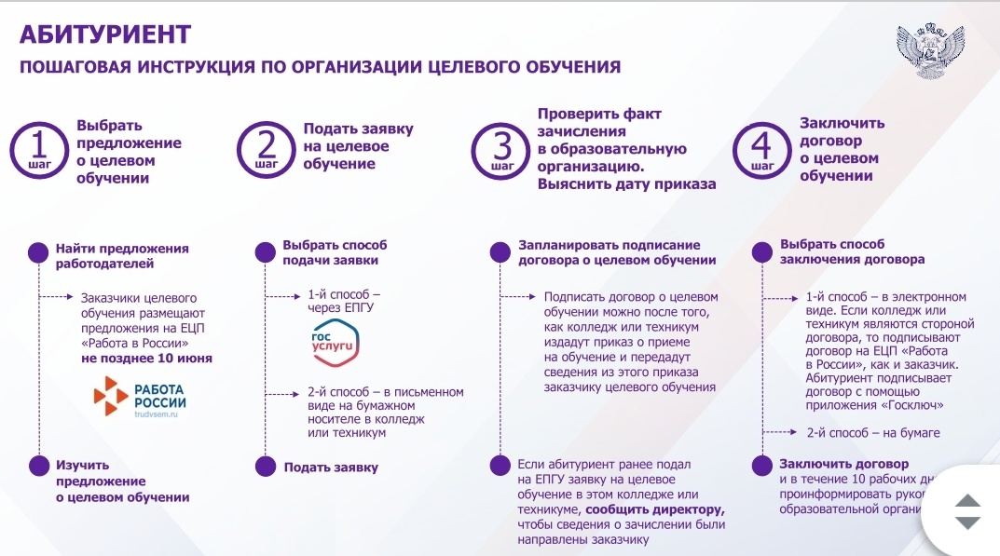 АБИТУРИЕНТ
ПОШАГОВАЯ ИНСТРУКЦИЯ ПО ОРГАНИЗАЦИИ ЦЕЛЕВОГО ОБУЧЕНИЯ
1
шаг
Выбрать
предложение
о целевом
обучении
Найти предложения
работодателей
Заказчики целевого
обучения размещают
предложения на ЕЦП
«Работа в России»
не позднее 10 июня
РАБОТА
РОССИИ
trudvsem.ru
Изучить
предложение
о целевом обучении
2
шаг
Подать заявку
на целевое
обучение
Выбрать способ
подачи заявки
1-й способ –
через ЕПГУ
гос
услуги
2-й способ – в письменном
виде на бумажном
носителе в колледж
или техникум
Подать заявку
3
шаг
Проверить факт
зачисления
в образовательную
организацию.
Выяснить дату приказа
Запланировать подписание
договора о целевом обучении
Подписать договор о целевом
обучении можно после того,
как колледж или техникум
издадут приказ о приеме
на обучение и передадут
сведения из этого приказа
заказчику целевого обучения
Если абитуриент ранее подал
на ЕПГУ заявку на целевое
обучение в этом колледже или
техникуме, сообщить директору,
чтобы сведения о зачислении были
направлены заказчику
4
шаг
Заключить
договор
о целевом
обучении
Выбрать способ
заключения договора
1-й способ – в электронном
виде. Если колледж или
техникум являются стороной
договора, то подписывают
договор на ЕЦП «Работа
в России», как и заказчик.
Абитуриент подписывает
договор с помощью
приложения «Госключ»
2-й способ – на бумаге
Заключить договор
и в течение 10 рабочих
проинформировать
образовательной